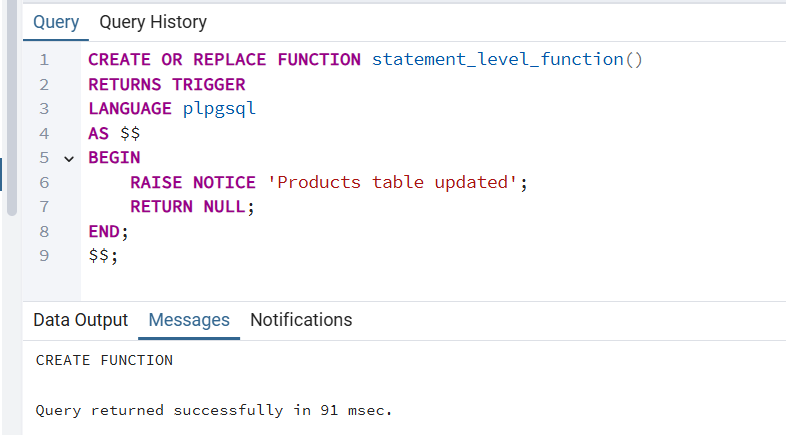 Query Query History
1 CREATE OR REPLACE FUNCTION statement_level_function()
2 RETURNS TRIGGER
3 LANGUAGE plpgsql
4 AS $$
5 BEGIN
6 RAISE NOTICE 'Products table updated';
7 RETURN NULL;
8 END;
9 $$;
Data Output Messages Notifications
CREATE FUNCTION
Query returned successfully in 91 msec.